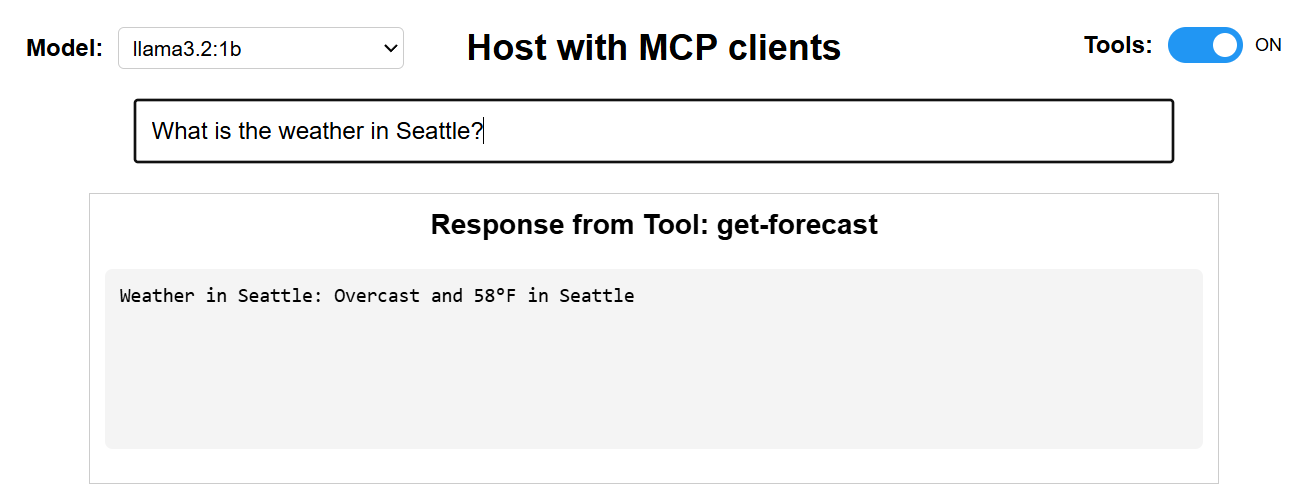 Model: llama3.2:1b Host with MCP clients Tools: ON
What is the weather in Seattle?
Response from Tool: get-forecast
Weather in Seattle: Overcast and 58°F in Seattle